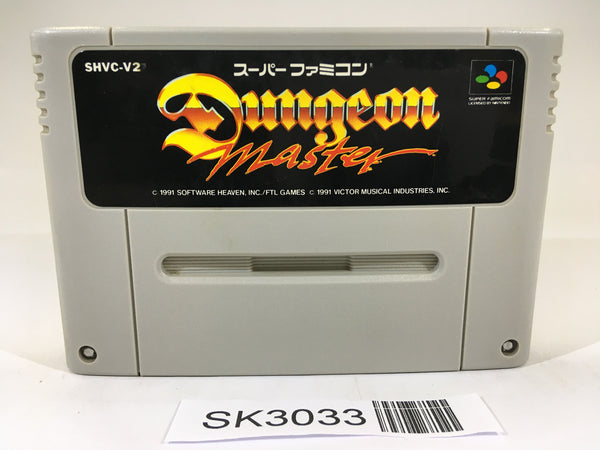 SHVC-V2
スーパーファミコン
Dungeon
Master
SUPER FAMICOM
LICENSED BY NINTENDO
© 1991 SOFTWARE HEAVEN, INC./FTL GAMES © 1991 VICTOR MUSICAL INDUSTRIES, INC.
SK3033